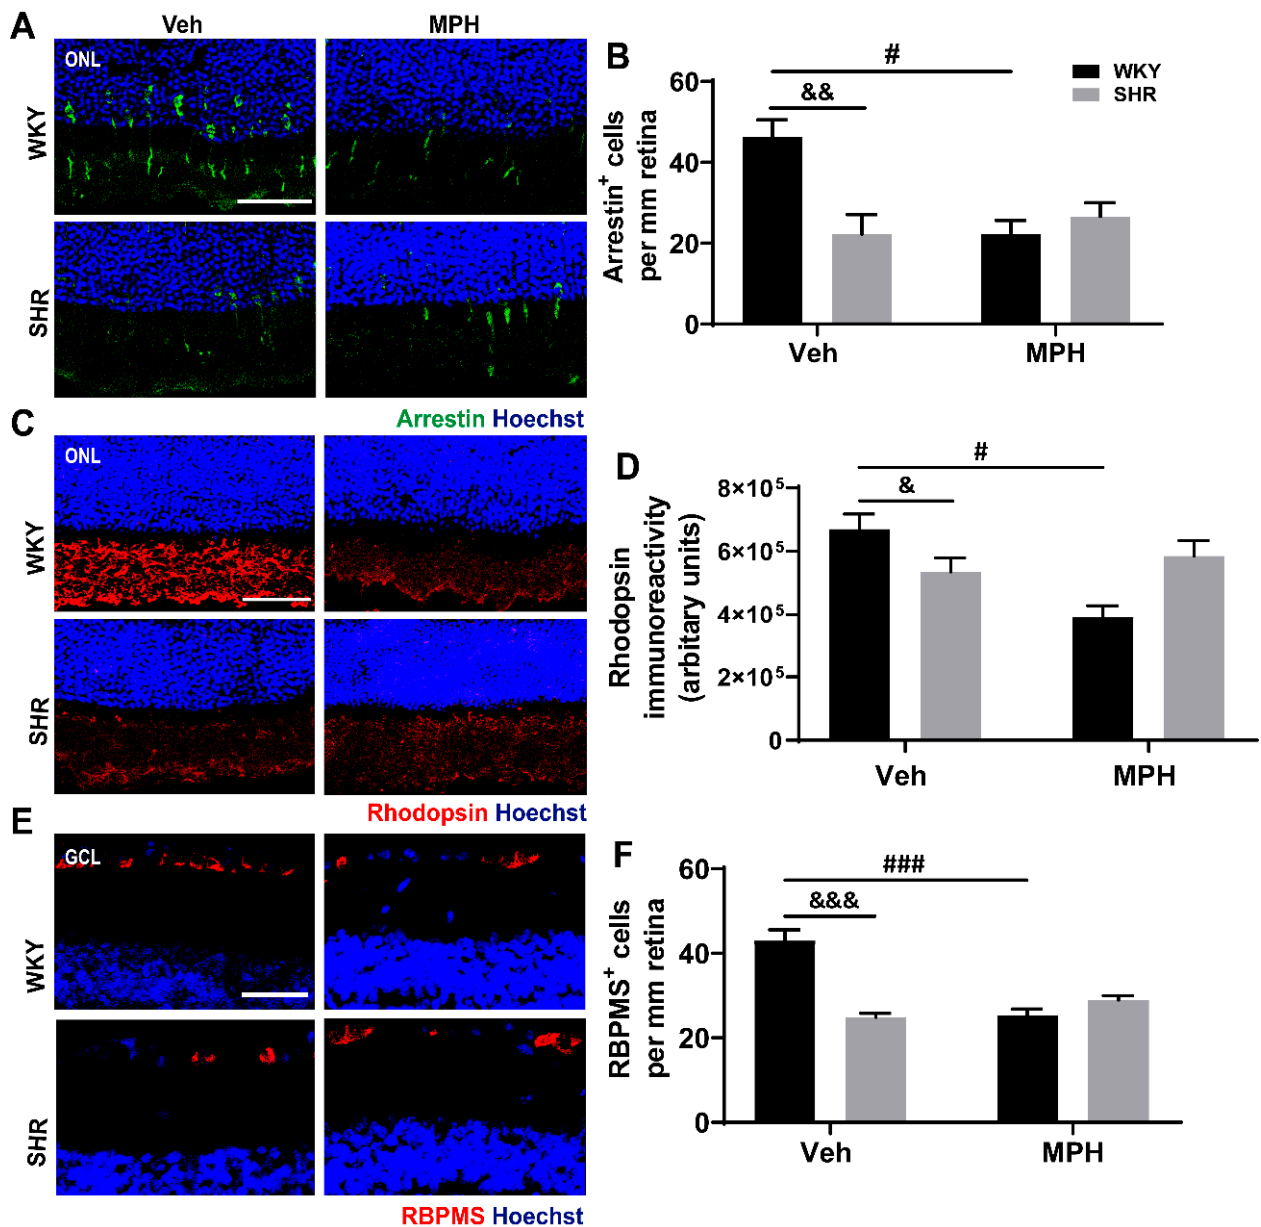 A
Veh
MPH
ONL
WKY
SHR
Arrestin Hoechst
B
#
&&
WKY
SHR
60
40
20
0
Arrestin⁺ cells
per mm retina
Veh
MPH
C
ONL
WKY
SHR
Rhodopsin Hoechst
D
#
&
8×10⁵
6×10⁵
4×10⁵
2×10⁵
0
Rhodopsin
immunoreactivity
(arbitary units)
Veh
MPH
E
GCL
WKY
SHR
RBPMS Hoechst
F
###
&&&
60
40
20
0
RBPMS⁺ cells
per mm retina
Veh
MPH